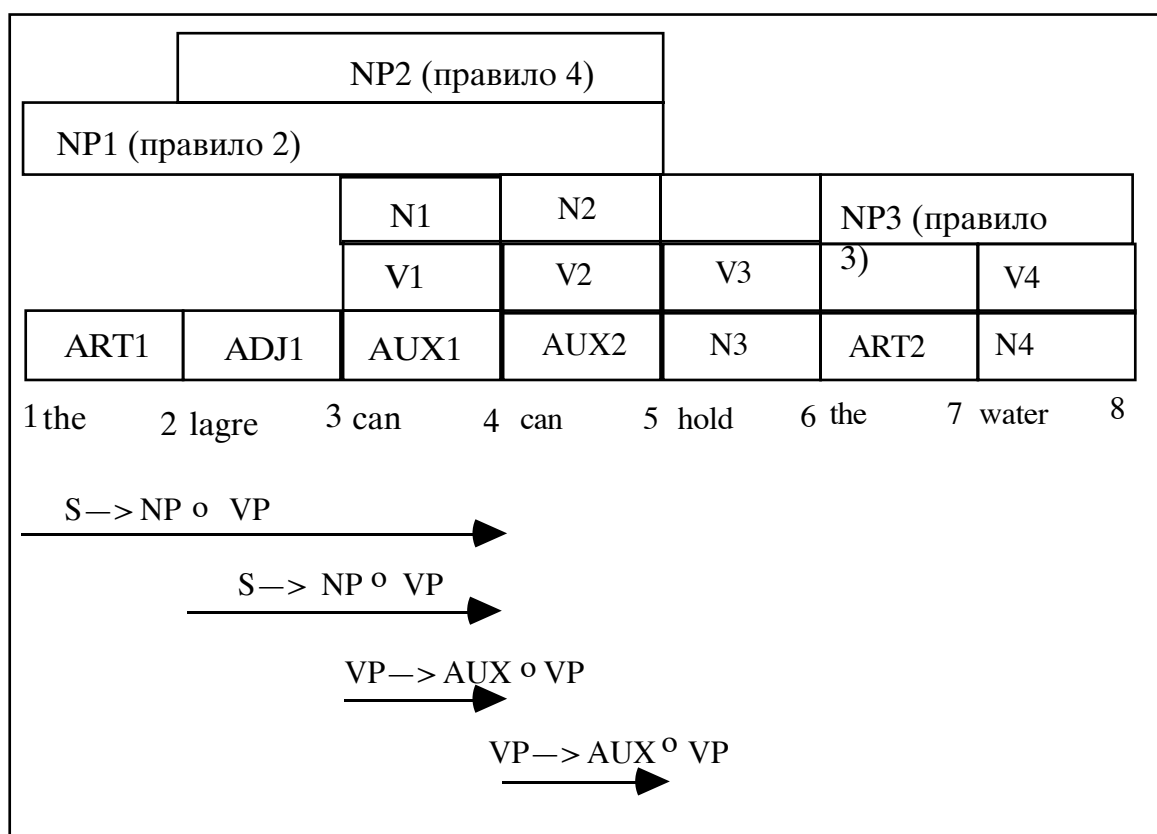 NP2 (правило 4)
NP1 (правило 2)
N1 N2 NP3 (правило
3)
V1 V2 V3 V4
ART1 ADJ1 AUX1 AUX2 N3 ART2 N4
1 the 2 lagre 3 can 4 can 5 hold 6 the 7 water 8
S—> NP o VP
S—> NP o VP
VP—> AUX o VP
VP—> AUX o VP